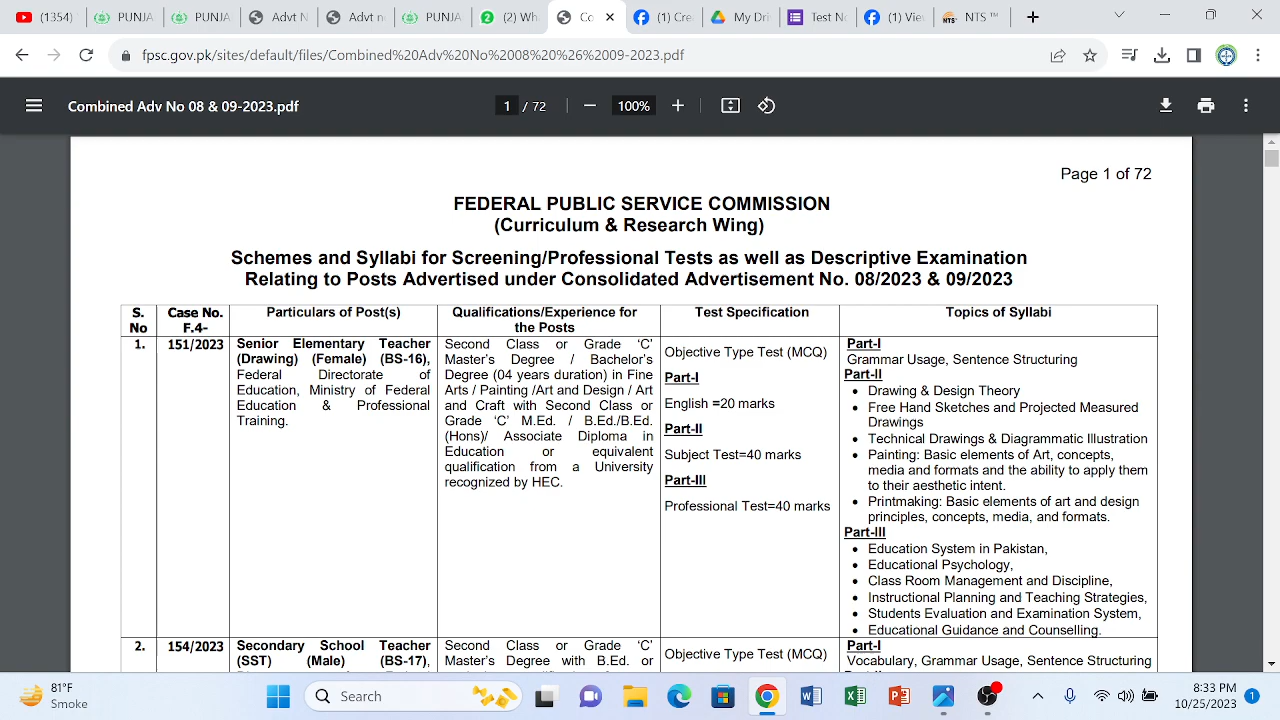 (1354)
PUNJA
PUNJA
Adv N
Advt n
PUNJA
(2) Wh
Co
(1) Cre
My Dri
Test N
(1) Vie
NTS™
fpsc.gov.pk/sites/default/files/Combined%20Adv%20No%2008%20%26%2009-2023.pdf
Combined Adv No 08 & 09-2023.pdf
1 / 72
100%
Page 1 of 72
FEDERAL PUBLIC SERVICE COMMISSION
(Curriculum & Research Wing)
Schemes and Syllabi for Screening/Professional Tests as well as Descriptive Examination
Relating to Posts Advertised under Consolidated Advertisement No. 08/2023 & 09/2023
S. No
Case No. F.4-
Particulars of Post(s)
Qualifications/Experience for
the Posts
Test Specification
Topics of Syllabi
1.
151/2023
Senior Elementary Teacher
(Drawing) (Female) (BS-16),
Federal Directorate of
Education, Ministry of Federal
Education & Professional
Training.
Second Class or Grade ‘C’
Master’s Degree / Bachelor’s
Degree (04 years duration) in Fine
Arts / Painting /Art and Design / Art
and Craft with Second Class or
Grade ‘C’ M.Ed. / B.Ed./B.Ed.
(Hons)/ Associate Diploma in
Education or equivalent
qualification from a University
recognized by HEC.
Objective Type Test (MCQ)
Part-I
English =20 marks
Part-II
Subject Test=40 marks
Part-III
Professional Test=40 marks
Part-I
Grammar Usage, Sentence Structuring
Part-II
• Drawing & Design Theory
• Free Hand Sketches and Projected Measured
Drawings
• Technical Drawings & Diagrammatic Illustration
• Painting: Basic elements of Art, concepts,
media and formats and the ability to apply them
to their aesthetic intent.
• Printmaking: Basic elements of art and design
principles, concepts, media, and formats.
Part-III
• Education System in Pakistan,
• Educational Psychology,
• Class Room Management and Discipline,
• Instructional Planning and Teaching Strategies,
• Students Evaluation and Examination System,
• Educational Guidance and Counselling.
2.
154/2023
Secondary School Teacher
(SST) (Male) (BS-17),
Second Class or Grade ‘C’
Master’s Degree with B.Ed. or
Objective Type Test (MCQ)
Part-I
Vocabulary, Grammar Usage, Sentence Structuring
81°F
Smoke
Search
8:33 PM
10/25/2023
1